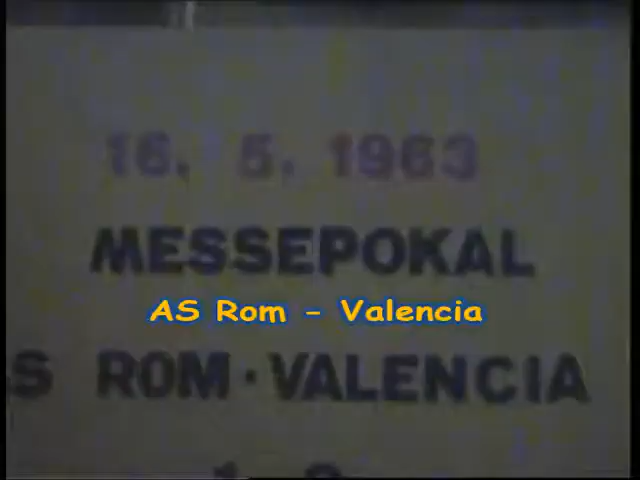 16. 5. 1963
MESSEPOKAL
AS Rom - Valencia
S ROM · VALENCIA